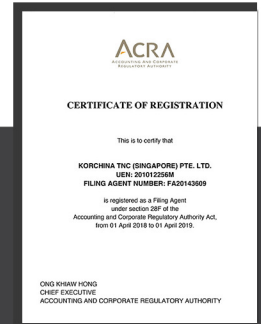 ACRA
ACCOUNTING AND CORPORATE
REGULATORY AUTHORITY
CERTIFICATE OF REGISTRATION
This is to certify that
KORCHINA TNC (SINGAPORE) PTE. LTD.
UEN: 201012256M
FILING AGENT NUMBER: FA20143609
is registered as a Filing Agent
under section 28F of the
Accounting and Corporate Regulatory Authority Act,
from 01 April 2018 to 01 April 2019.
ONG KHIAW HONG
CHIEF EXECUTIVE
ACCOUNTING AND CORPORATE REGULATORY AUTHORITY